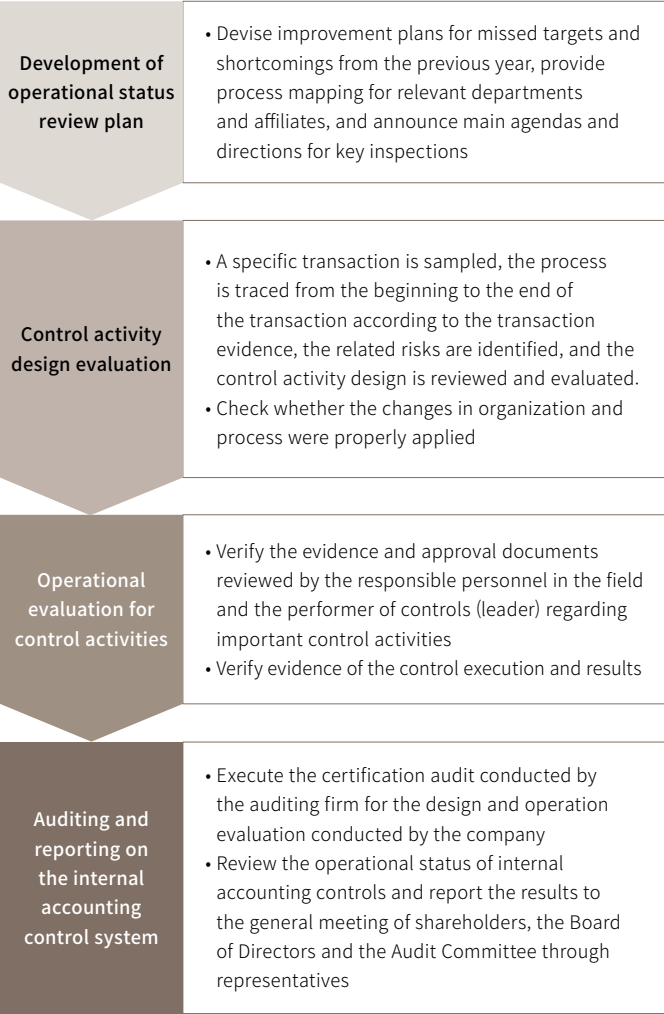 Development of
operational status
review plan
• Devise improvement plans for missed targets and
shortcomings from the previous year, provide
process mapping for relevant departments
and affiliates, and announce main agendas and
directions for key inspections
Control activity
design evaluation
• A specific transaction is sampled, the process
is traced from the beginning to the end of
the transaction according to the transaction
evidence, the related risks are identified, and the
control activity design is reviewed and evaluated.
• Check whether the changes in organization and
process were properly applied
Operational
evaluation for
control activities
• Verify the evidence and approval documents
reviewed by the responsible personnel in the field
and the performer of controls (leader) regarding
important control activities
• Verify evidence of the control execution and results
Auditing and
reporting on
the internal
accounting
control system
• Execute the certification audit conducted by
the auditing firm for the design and operation
evaluation conducted by the company
• Review the operational status of internal
accounting controls and report the results to
the general meeting of shareholders, the Board
of Directors and the Audit Committee through
representatives